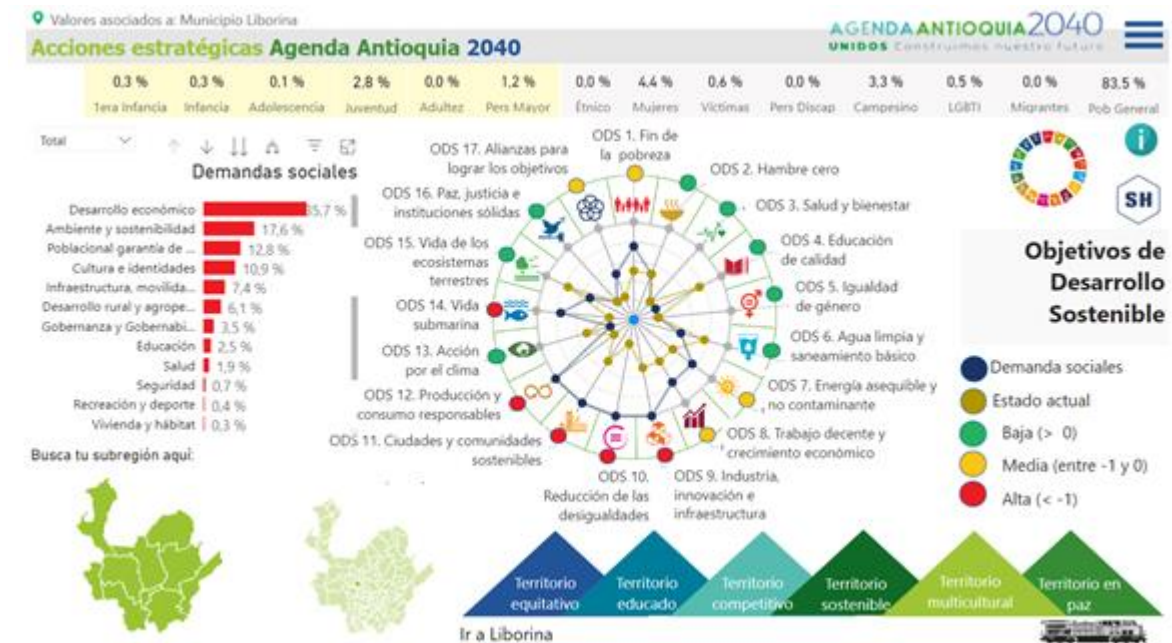 Valores asociados a: Municipio Liborina
Acciones estratégicas Agenda Antioquia 2040
AGENDA ANTIOQUIA 2040
UNIDOS Construimos nuestro futuro
0,3 % 0,3 % 0,1 % 2,8 % 0,0 % 1,2 % 0,0 % 4.4 % 0,6 % 0,0 % 3,3 % 0,5 % 0,0 % 83.5 %
1era Infancia Infancia Adolescencia Juventud Adultez Pers Mayor Étnico Mujeres Víctimas Pers Discap Campesino LGBTI Migrantes Pob General
Total
Demandas sociales
Desarrollo económico 35,7 %
Ambiente y sostenibilidad 17,6 %
Poblacional garantía de ... 12,8 %
Cultura e identidades 10,9 %
Infraestructura, movilida... 7,4 %
Desarrollo rural y agrope... 6,1 %
Gobernanza y Gobernabi... 3,5 %
Educación 2,5 %
Salud 1,9 %
Seguridad 0,7 %
Recreación y deporte 0,4 %
Vivienda y hábitat 0,3 %
Busca tu subregión aquí:
ODS 1. Fin de
la pobreza
ODS 2. Hambre cero
ODS 3. Salud y bienestar
ODS 4. Educación
de calidad
ODS 5. Igualdad
de género
ODS 6. Agua limpia y
saneamiento básico
ODS 7. Energía asequible y
no contaminante
ODS 8. Trabajo decente y
crecimiento económico
ODS 9. Industria,
innovación e
infraestructura
ODS 10.
Reducción de las
desigualdades
ODS 11. Ciudades y comunidades
sostenibles
ODS 12. Producción y
consumo responsables
ODS 13. Acción
por el clima
ODS 14. Vida
submarina
ODS 15. Vida de los
ecosistemas
terrestres
ODS 16. Paz, justicia e
instituciones sólidas
ODS 17. Alianzas para
lograr los objetivos
i
SH
Objetivos de
Desarrollo
Sostenible
Demanda sociales
Estado actual
Baja (> 0)
Media (entre -1 y 0)
Alta (< -1)
Territorio
equitativo
Territorio
educado
Territorio
competitivo
Territorio
sostenible
Territorio
multicultural
Territorio en
paz
Ir a Liborina